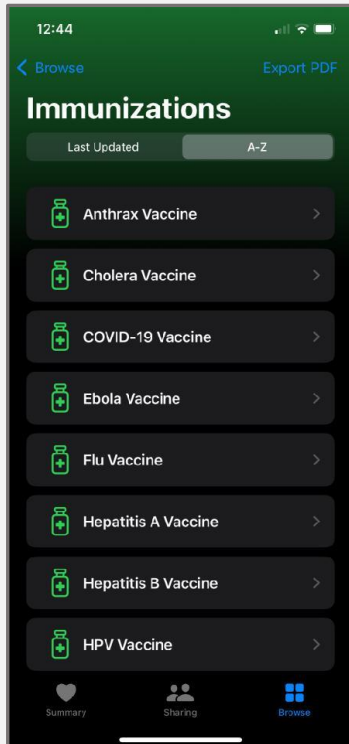 12:44
Browse Export PDF
Immunizations
Last Updated A-Z
Anthrax Vaccine
Cholera Vaccine
COVID-19 Vaccine
Ebola Vaccine
Flu Vaccine
Hepatitis A Vaccine
Hepatitis B Vaccine
HPV Vaccine
Summary Sharing Browse